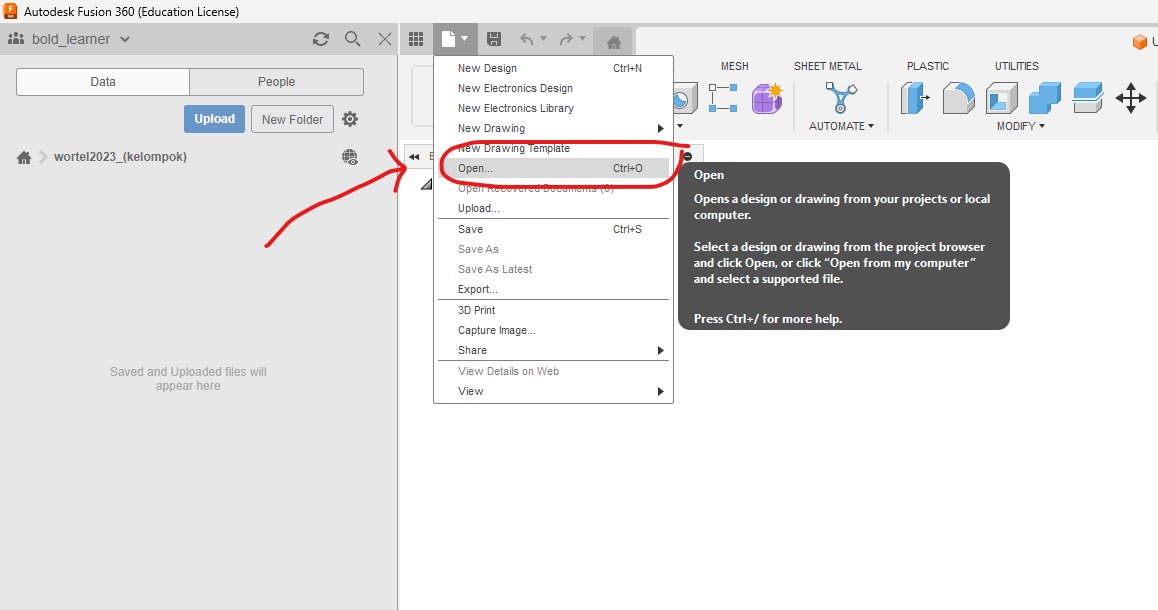 Autodesk Fusion 360 (Education License)
bold_learner
Data
People
Upload
New Folder
wortel2023_(kelompok)
Saved and Uploaded files will
appear here
New Design Ctrl+N
New Electronics Design
New Electronics Library
New Drawing
New Drawing Template
Open... Ctrl+O
Open Recovered Documents (0)
Upload...
Save Ctrl+S
Save As
Save As Latest
Export...
3D Print
Capture Image...
Share
View Details on Web
View
MESH
SHEET METAL
PLASTIC
UTILITIES
AUTOMATE
MODIFY
Open
Opens a design or drawing from your projects or local
computer.
Select a design or drawing from the project browser
and click Open, or click “Open from my computer”
and select a supported file.
Press Ctrl+/ for more help.